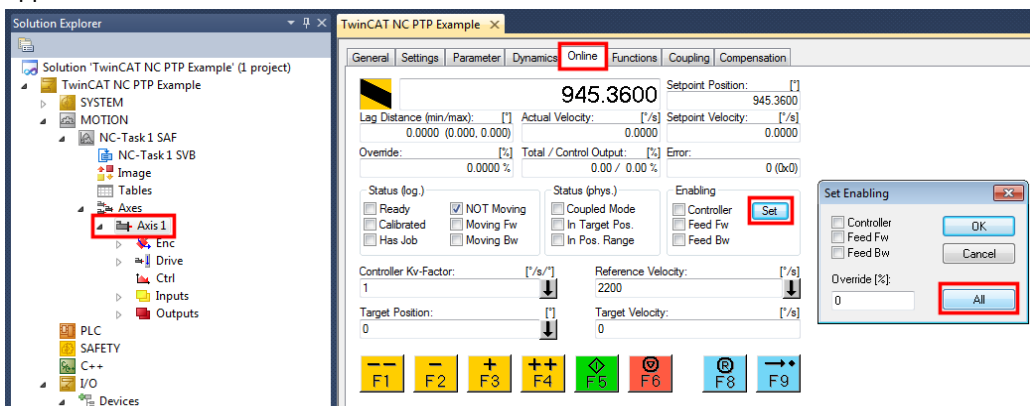 Solution Explorer
Solution 'TwinCAT NC PTP Example' (1 project)
TwinCAT NC PTP Example
SYSTEM
MOTION
NC-Task 1 SAF
NC-Task 1 SVB
Image
Tables
Axes
Axis 1
Enc
Drive
Ctrl
Inputs
Outputs
PLC
SAFETY
C++
I/O
Devices
TwinCAT NC PTP Example
General Settings Parameter Dynamics Online Functions Coupling Compensation
945.3600
Setpoint Position: [°]
945.3600
Lag Distance (min/max): [°] Actual Velocity: [°/s] Setpoint Velocity: [°/s]
0.0000 (0.000, 0.000) 0.0000 0.0000
Override: [%] Total / Control Output: [%] Error:
0.0000 % 0.00 / 0.00 % 0 (0x0)
Status (log.) Status (phys.) Enabling
Ready NOT Moving Coupled Mode Controller Set
Calibrated Moving Fw In Target Pos. Feed Fw
Has Job Moving Bw In Pos. Range Feed Bw
Controller Kv-Factor: [°/s/°] Reference Velocity: [°/s]
1 2200
Target Position: [°] Target Velocity: [°/s]
0 0
F1 F2 F3 F4 F5 F6 F8 F9
Set Enabling
Controller OK
Feed Fw
Feed Bw Cancel
Override [%]:
0 All